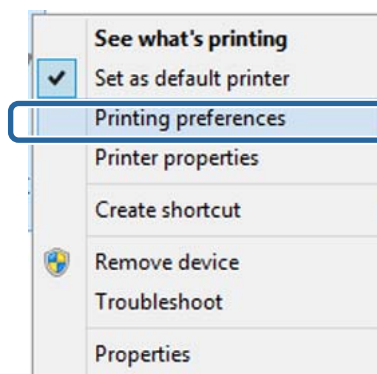 See what's printing
Set as default printer
Printing preferences
Printer properties
Create shortcut
Remove device
Troubleshoot
Properties